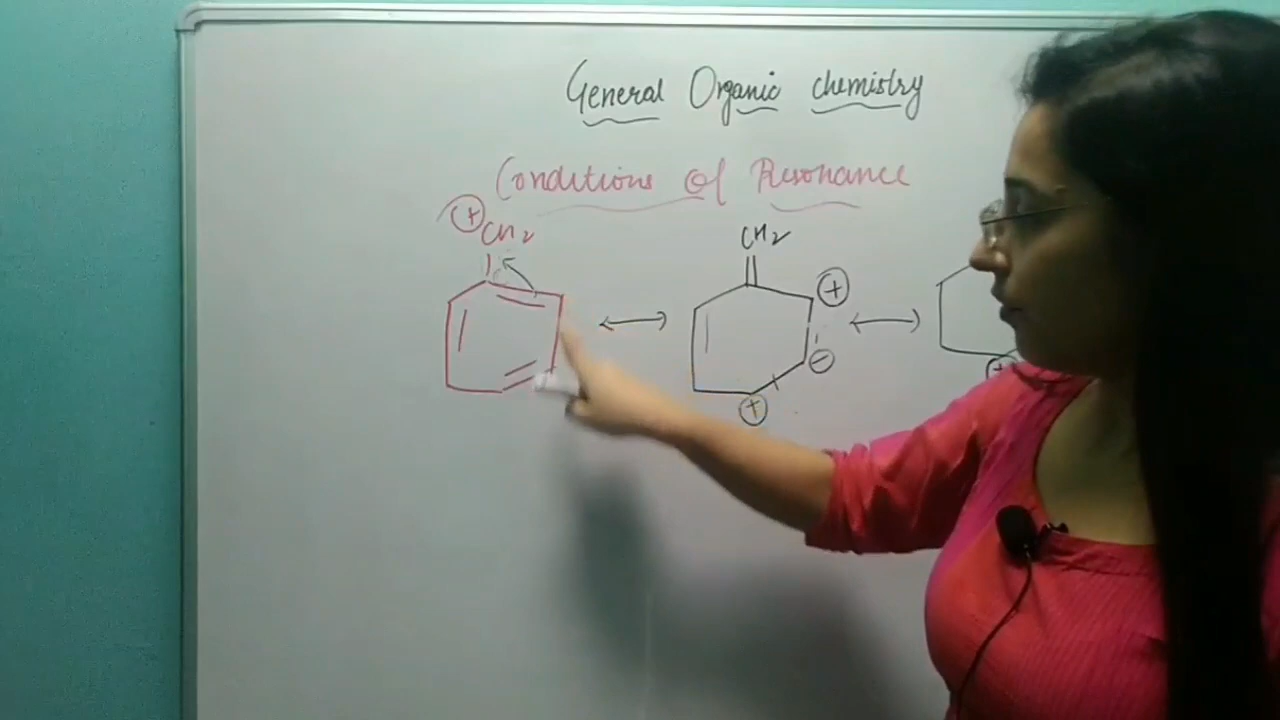 General Organic chemistry
Conditions of Resonance
+ CH2
CH2
+
−
+
+